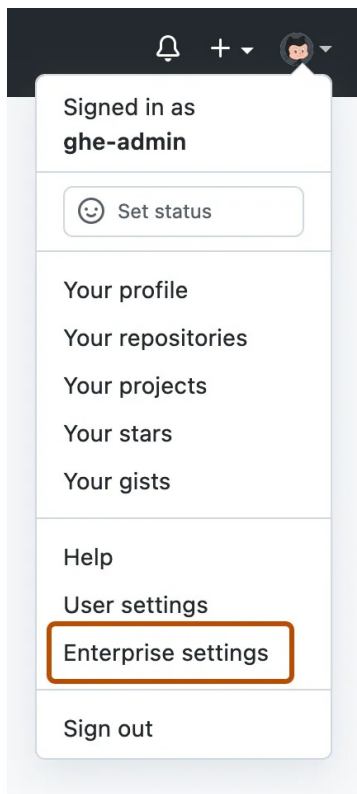 Signed in as
ghe-admin
Set status
Your profile
Your repositories
Your projects
Your stars
Your gists
Help
User settings
Enterprise settings
Sign out